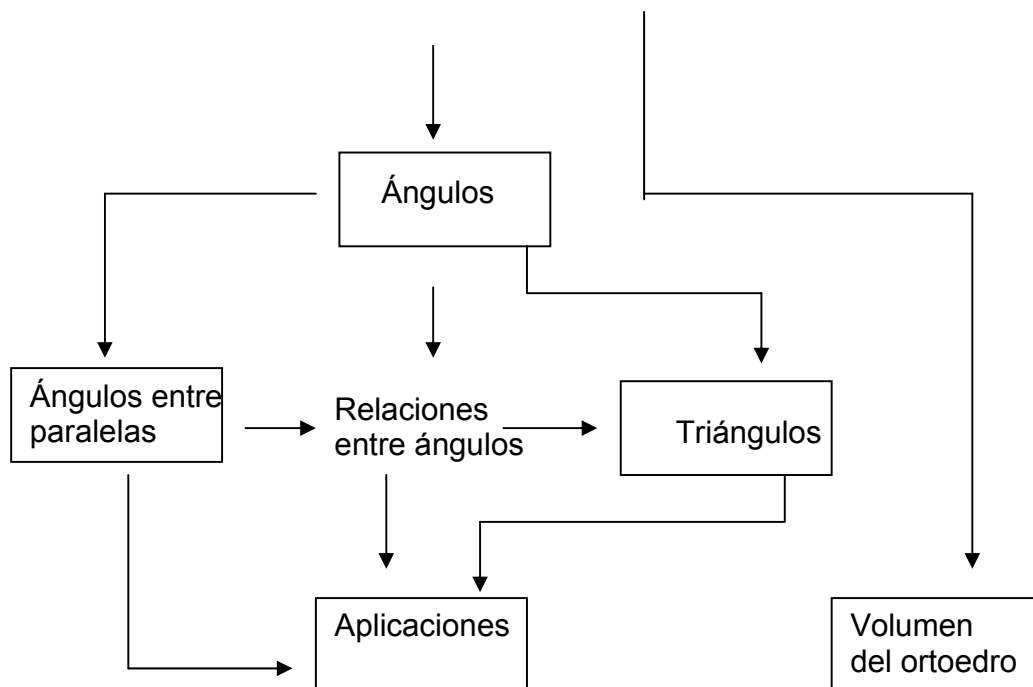 Ángulos
Ángulos entre
paralelas
Relaciones
entre ángulos
Triángulos
Aplicaciones
Volumen
del ortoedro